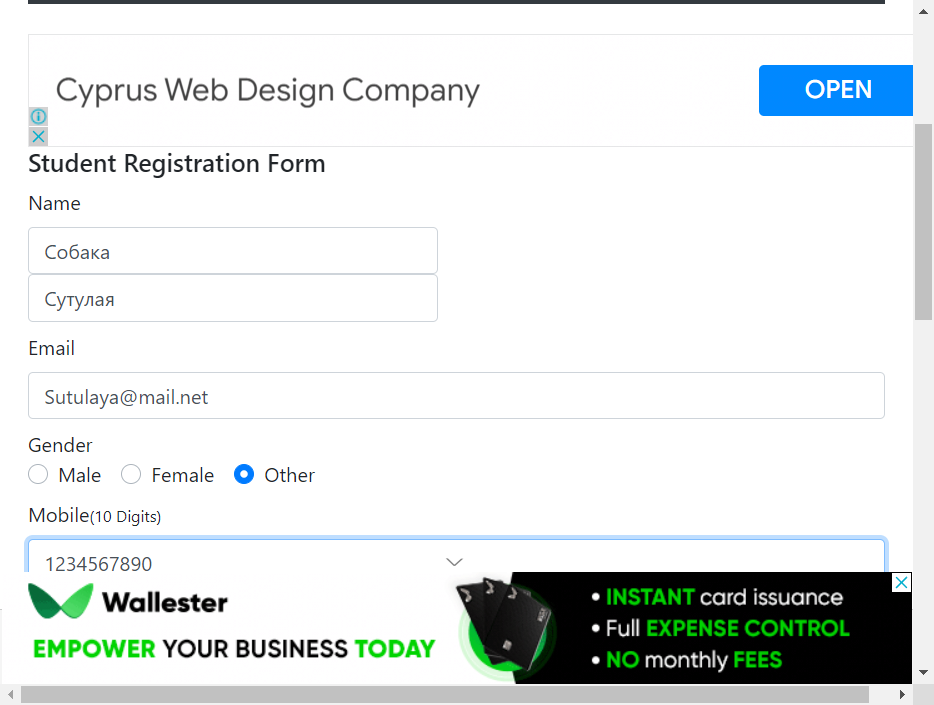 Cyprus Web Design Company
OPEN
Student Registration Form
Name
Собака
Сутулая
Email
Sutulaya@mail.net
Gender
Male Female Other
Mobile(10 Digits)
1234567890
Wallester
EMPOWER YOUR BUSINESS TODAY
• INSTANT card issuance
• Full EXPENSE CONTROL
• NO monthly FEES